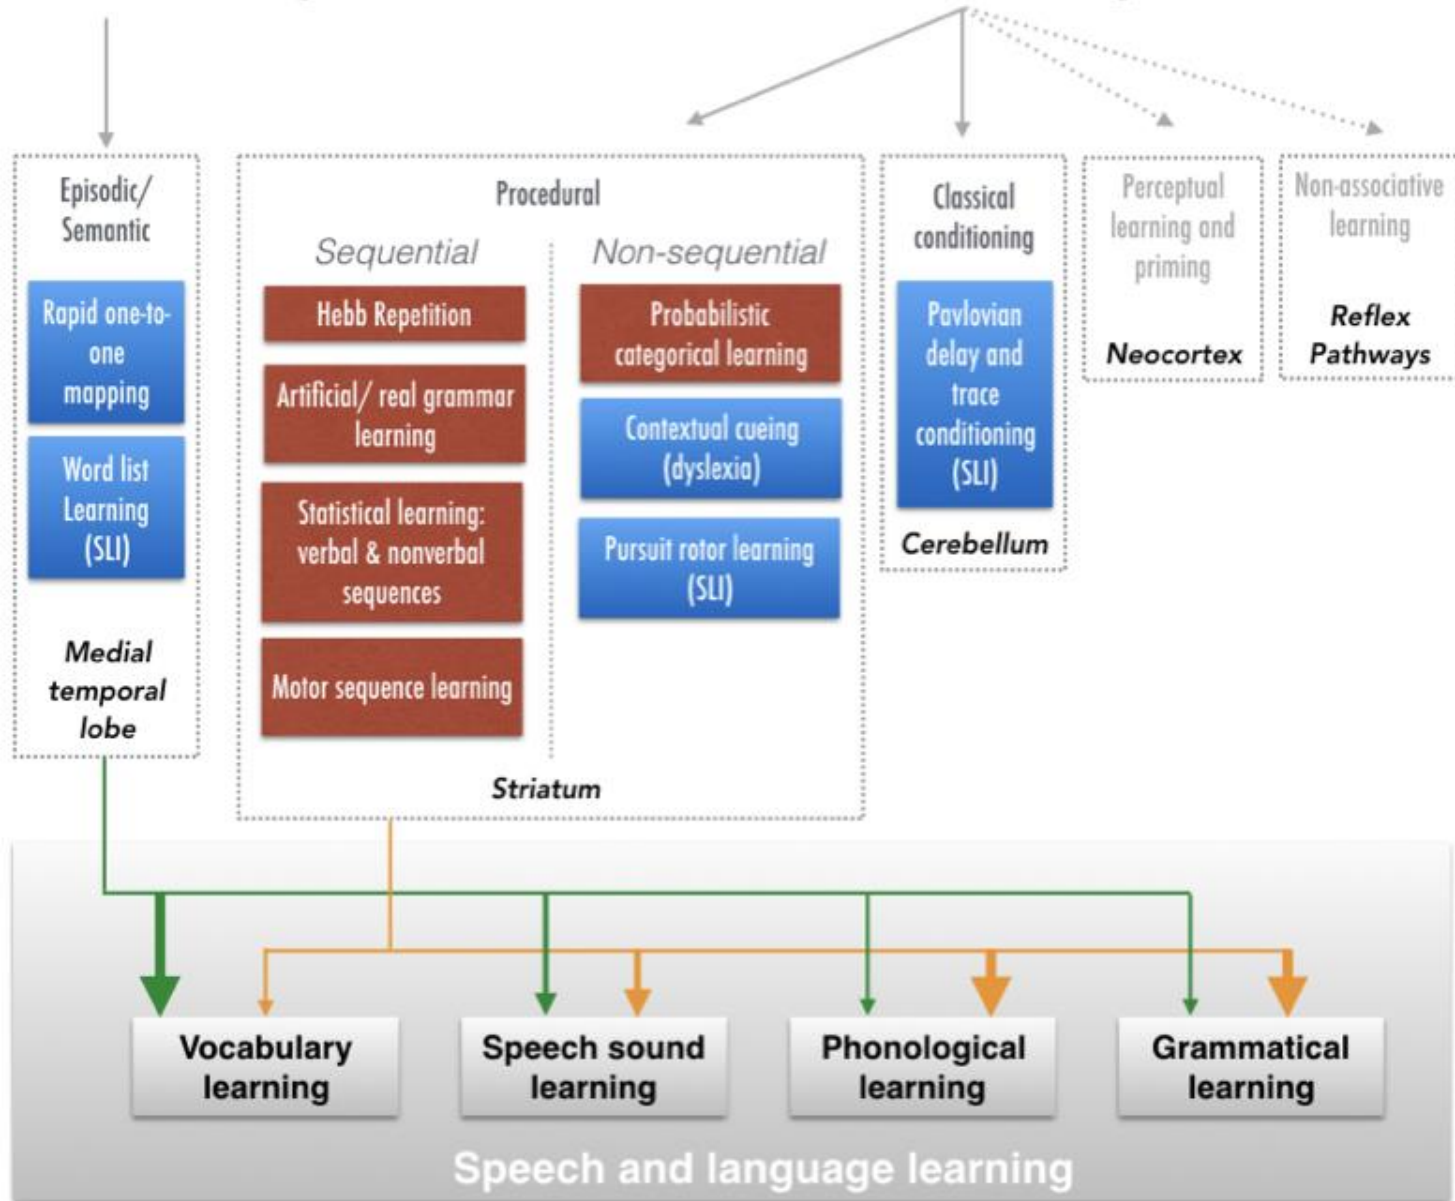 Episodic/
Semantic
Rapid one-to-
one
mapping
Word list
Learning
(SLI)
Medial
temporal
lobe
Procedural
Sequential
Hebb Repetition
Artificial/ real grammar
learning
Statistical learning:
verbal & nonverbal
sequences
Motor sequence learning
Non-sequential
Probabilistic
categorical learning
Contextual cueing
(dyslexia)
Pursuit rotor learning
(SLI)
Striatum
Classical
conditioning
Pavlovian
delay and
trace
conditioning
(SLI)
Cerebellum
Perceptual
learning and
priming
Neocortex
Non-associative
learning
Reflex
Pathways
Vocabulary
learning
Speech sound
learning
Phonological
learning
Grammatical
learning
Speech and language learning